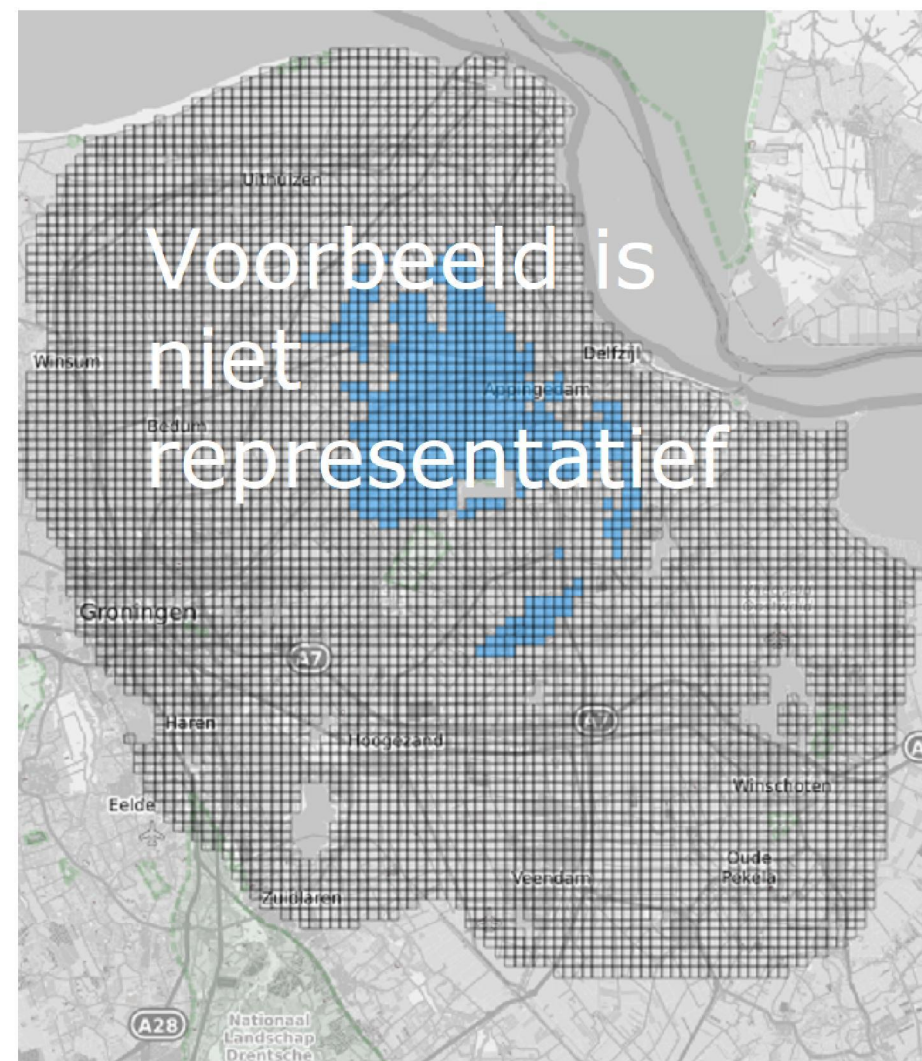 Uithuizen
Voorbeeld is
niet
representatief
Winsum
Delfzijl
Appingedam
Bedum
Groningen
A7
Haren
A7
Hoogezand
Winschoten
Eelde
Oude
Pekela
Veendam
Zuidlaren
A28
Nationaal
Landschap
Drentsche